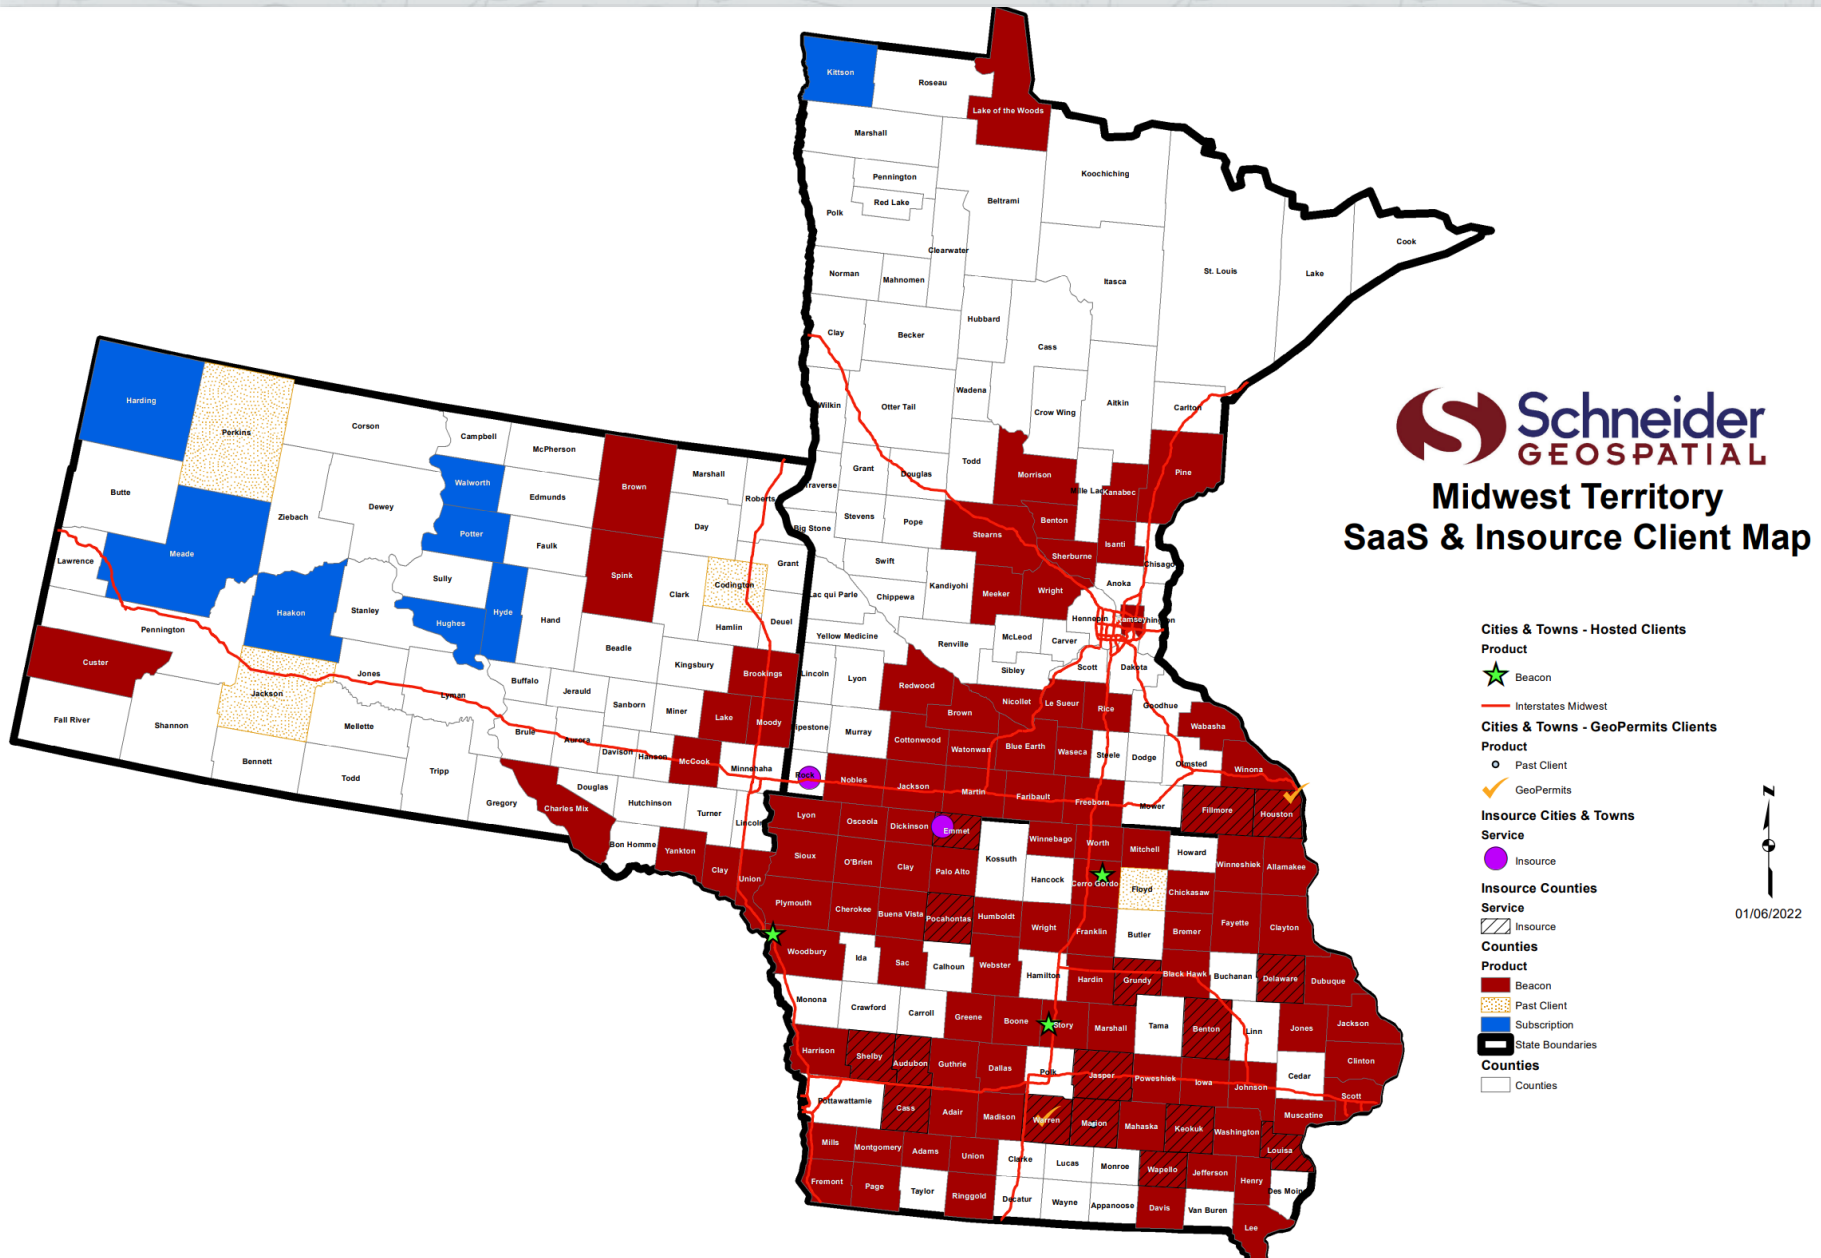 Schneider
GEOSPATIAL
Midwest Territory
SaaS & Insource Client Map
Cities & Towns - Hosted Clients
Product
Beacon
Interstates Midwest
Cities & Towns - GeoPermits Clients
Product
Past Client
GeoPermits
Insource Cities & Towns
Service
Insource
Insource Counties
Service
Insource
Counties
Product
Beacon
Past Client
Subscription
State Boundaries
Counties
Counties
N
01/06/2022
Kittson
Roseau
Lake of the Woods
Marshall
Koochiching
Pennington
Red Lake
Beltrami
Polk
Clearwater
Cook
St. Louis
Lake
Norman
Mahnomen
Itasca
Hubbard
Clay
Becker
Cass
Wadena
Wilkin
Otter Tail
Crow Wing
Aitkin
Carlton
Grant
Douglas
Todd
Morrison
Mille Lac
Kanabec
Pine
Traverse
Stevens
Pope
Big Stone
Stearns
Benton
Isanti
Sherburne
Chisago
Swift
Kandiyohi
Anoka
Lac qui Parle
Chippewa
Meeker
Wright
Hennepin
Ramsey
Yellow Medicine
Renville
McLeod
Carver
Scott
Dakota
Sibley
Lincoln
Lyon
Redwood
Nicollet
Le Sueur
Rice
Goodhue
Wabasha
Brown
Pipestone
Murray
Cottonwood
Watonwan
Blue Earth
Waseca
Steele
Dodge
Olmsted
Winona
Rock
Nobles
Jackson
Martin
Faribault
Freeborn
Mower
Fillmore
Houston
Harding
Perkins
Corson
Campbell
McPherson
Brown
Marshall
Roberts
Walworth
Edmunds
Butte
Dewey
Ziebach
Day
Potter
Faulk
Meade
Lawrence
Spink
Codington
Grant
Sully
Haakon
Stanley
Hyde
Hand
Clark
Hughes
Hamlin
Deuel
Pennington
Beadle
Kingsbury
Custer
Brookings
Jones
Buffalo
Jerauld
Jackson
Lyman
Sanborn
Miner
Lake
Moody
Fall River
Shannon
Mellette
Brule
Aurora
Davison
Hanson
McCook
Minnehaha
Bennett
Todd
Tripp
Gregory
Douglas
Charles Mix
Hutchinson
Turner
Lincoln
Bon Homme
Yankton
Clay
Union
Lyon
Osceola
Dickinson
Emmet
Winnebago
Worth
Mitchell
Howard
Winneshiek
Allamakee
Kossuth
Sioux
O'Brien
Clay
Palo Alto
Hancock
Cerro Gordo
Floyd
Chickasaw
Plymouth
Cherokee
Buena Vista
Pocahontas
Humboldt
Wright
Franklin
Butler
Bremer
Fayette
Clayton
Woodbury
Ida
Sac
Calhoun
Webster
Hamilton
Hardin
Grundy
Black Hawk
Buchanan
Delaware
Dubuque
Monona
Crawford
Carroll
Greene
Boone
Story
Marshall
Tama
Benton
Linn
Jones
Jackson
Harrison
Shelby
Audubon
Guthrie
Dallas
Polk
Jasper
Poweshiek
Iowa
Johnson
Cedar
Clinton
Scott
Pottawattamie
Cass
Adair
Madison
Warren
Marion
Mahaska
Keokuk
Washington
Muscatine
Louisa
Mills
Montgomery
Adams
Union
Clarke
Lucas
Monroe
Wapello
Jefferson
Henry
Des Moin
Fremont
Page
Taylor
Ringgold
Decatur
Wayne
Appanoose
Davis
Van Buren
Lee